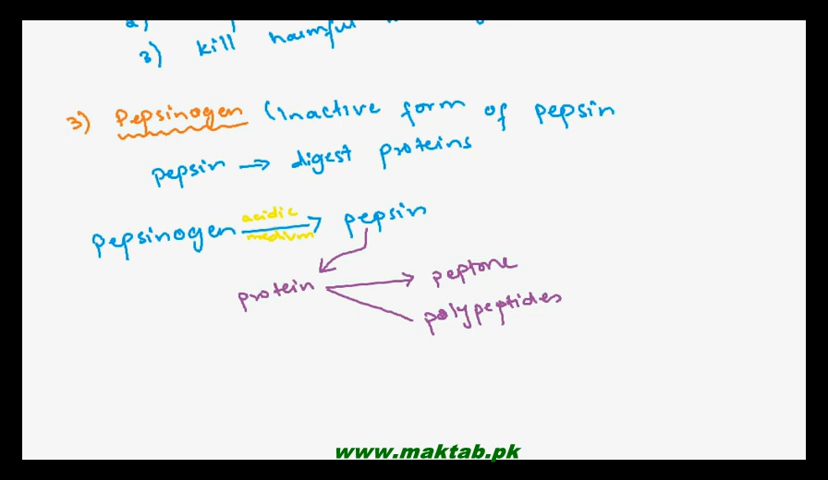 3) kill harmful
3) Pepsinogen (Inactive form of pepsin
pepsin → digest proteins
pepsinogen acidic medium → pepsin
protein → peptone
polypeptides
www.maktab.pk